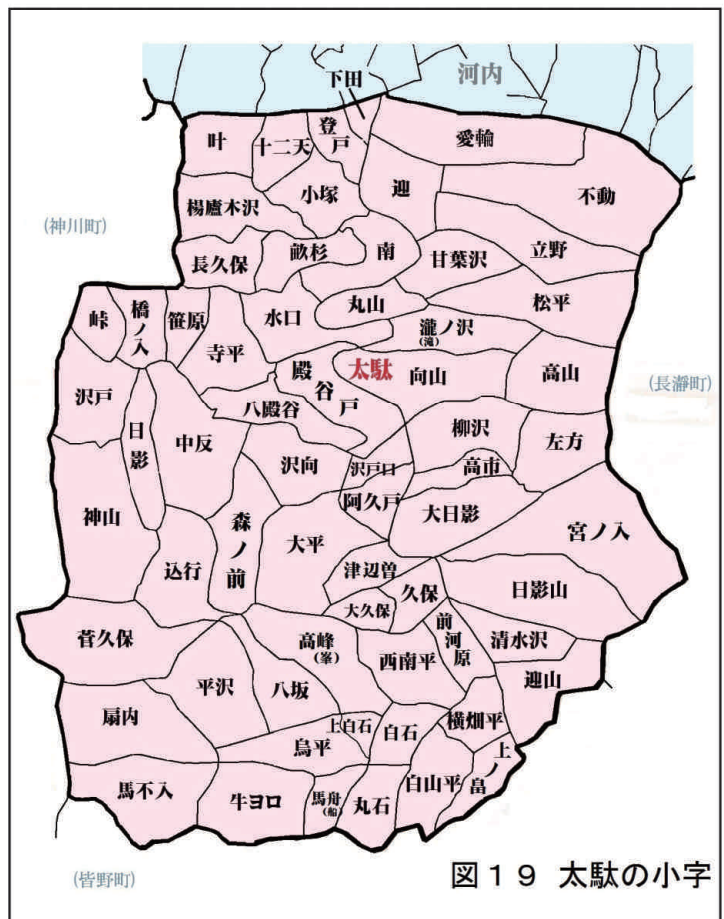 河内
下田
叶
十二天
登戸
愛輪
小塚
迎
不動
楊廬木沢
(神川町)
長久保
畝杉
南
甘葉沢
立野
峠
橋ノ入
笹原
水口
丸山
松平
寺平
瀧ノ沢
(滝)
殿谷戸
太駄
向山
高山
(長瀞町)
沢戸
日影
八殿谷
中反
柳沢
左方
沢向
沢戸口
高市
神山
森ノ前
阿久戸
大日影
大平
宮ノ入
込行
津辺曽
久保
日影山
大久保
菅久保
前河原
高峰
(峯)
西南平
清水沢
平沢
八坂
迎山
扇内
上白石
白石
横畑平
烏平
上ノ畠
馬不入
牛ヨロ
馬舟
(船)
丸石
白山平
(皆野町)
図19 太駄の小字